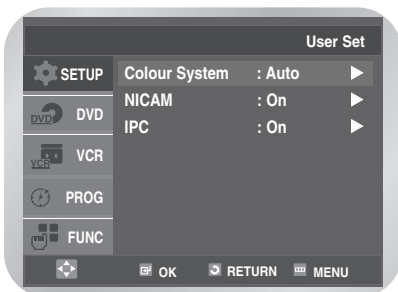 User Set
SETUP
Colour System : Auto
NICAM : On
DVD DVD
IPC : On
VCR VCR
PROG
FUNC
OK RETURN MENU